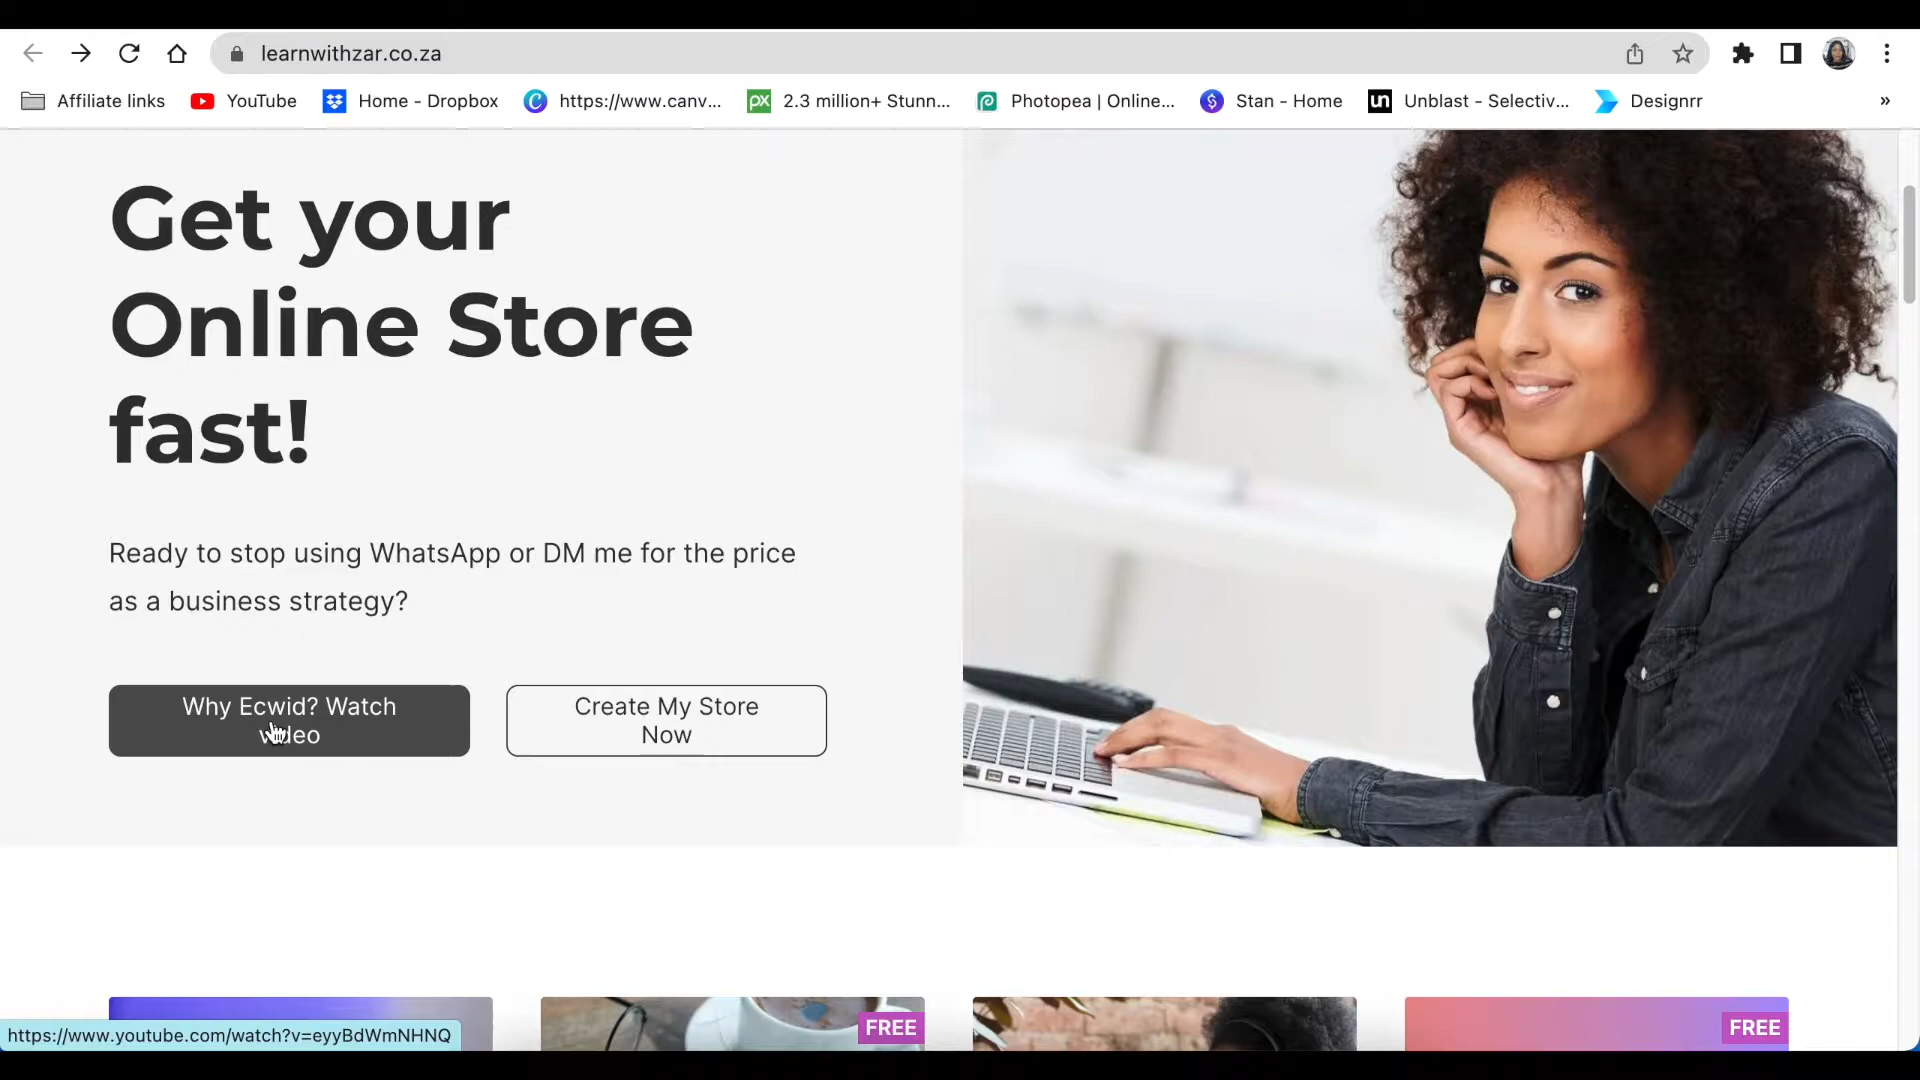 learnwithzar.co.za
Affiliate links
YouTube
Home - Dropbox
https://www.canv...
2.3 million+ Stunn...
Photopea | Online...
Stan - Home
Unblast - Selectiv...
Designrr
»
Get your
Online Store
fast!
Ready to stop using WhatsApp or DM me for the price
as a business strategy?
Why Ecwid? Watch
video
Create My Store
Now
FREE
FREE
https://www.youtube.com/watch?v=eyyBdWmNHNQ